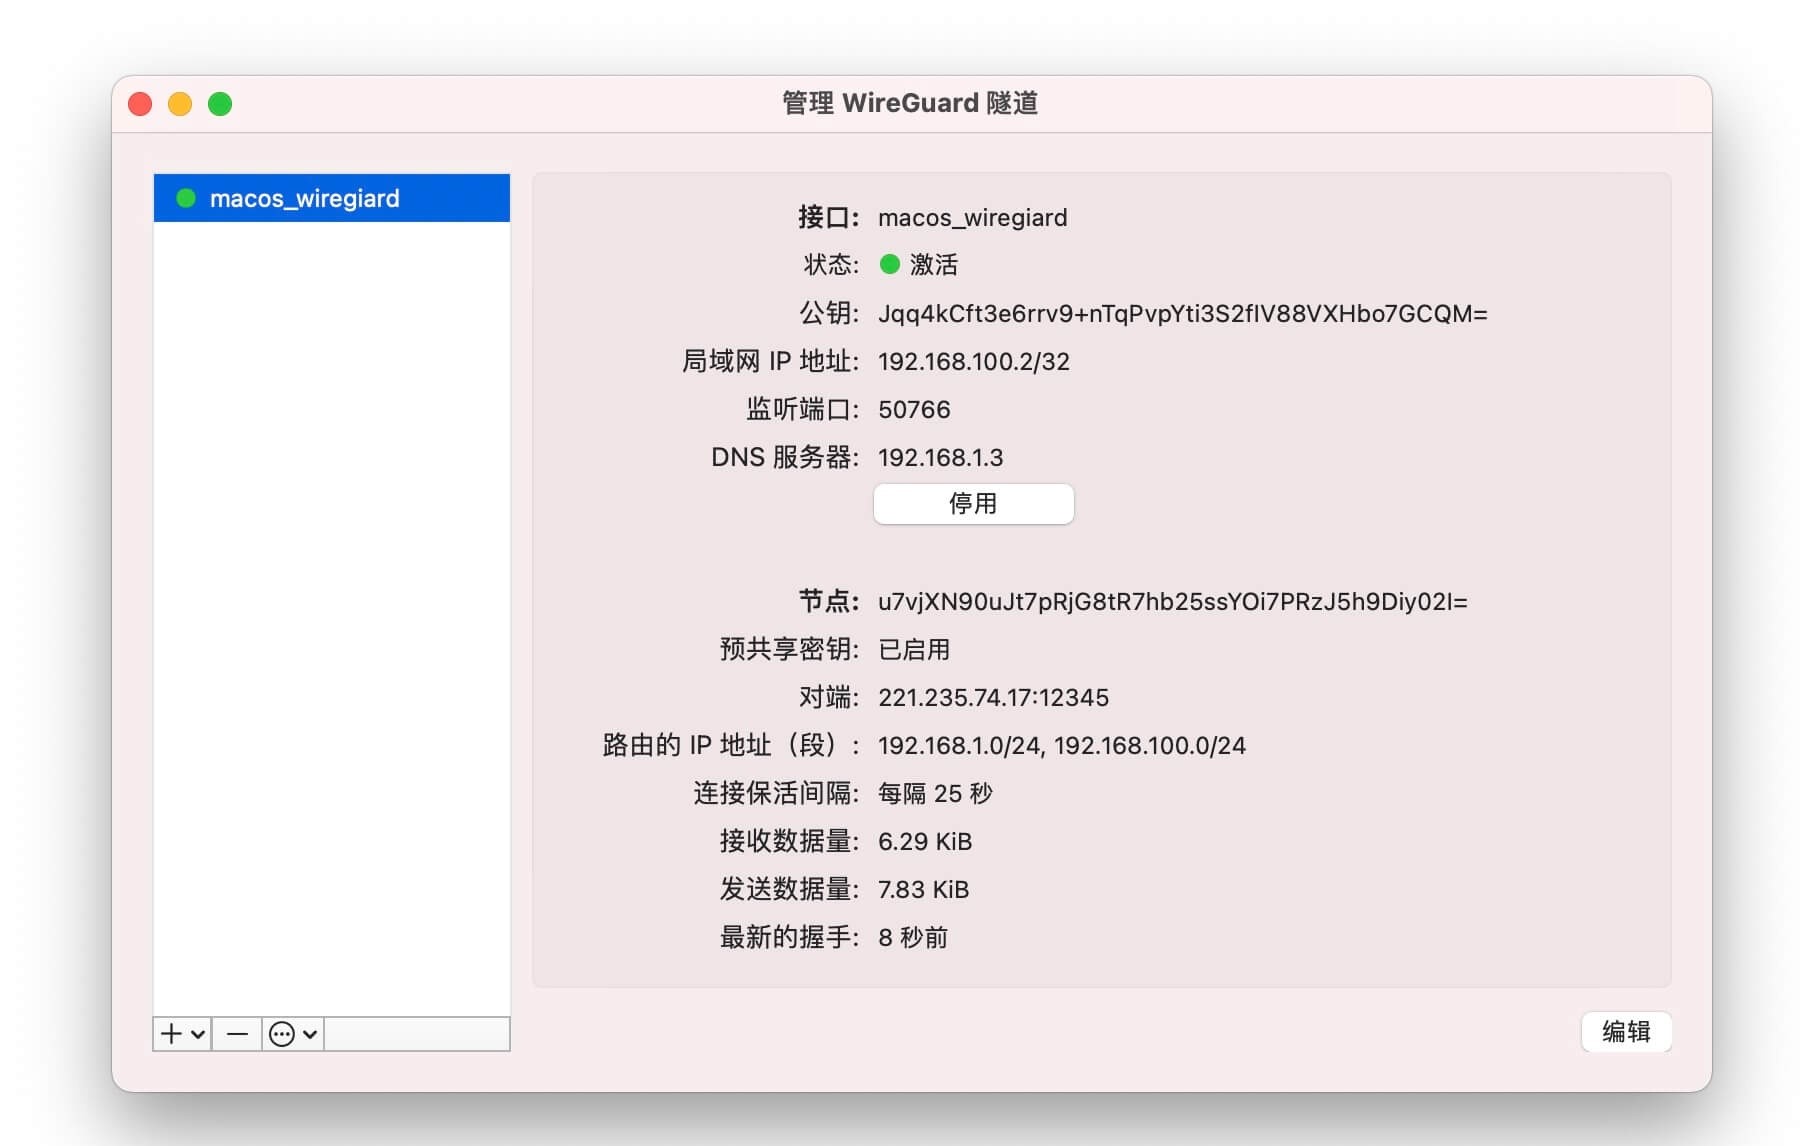 管理 WireGuard 隧道
macos_wiregiard
接口: macos_wiregiard
状态: 激活
公钥: Jqq4kCft3e6rrv9+nTqPvpYti3S2fIV88VXHbo7GCQM=
局域网 IP 地址: 192.168.100.2/32
监听端口: 50766
DNS 服务器: 192.168.1.3
停用
节点: u7vjXN90uJt7pRjG8tR7hb25ssYOi7PRzJ5h9Diy02I=
预共享密钥: 已启用
对端: 221.235.74.17:12345
路由的 IP 地址（段）: 192.168.1.0/24, 192.168.100.0/24
连接保活间隔: 每隔 25 秒
接收数据量: 6.29 KiB
发送数据量: 7.83 KiB
最新的握手: 8 秒前
编辑